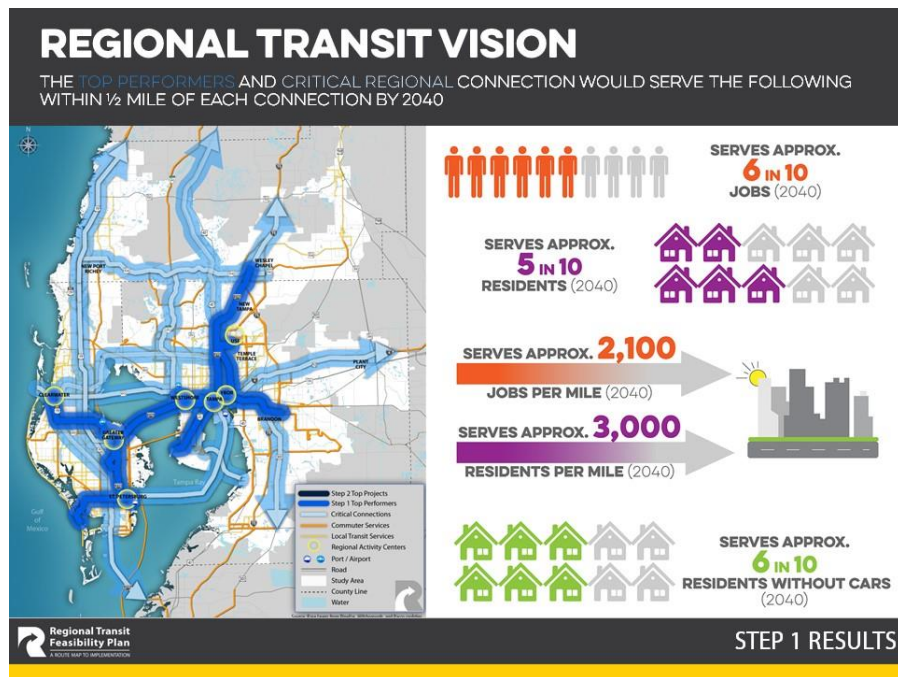 REGIONAL TRANSIT VISION
THE TOP PERFORMERS AND CRITICAL REGIONAL CONNECTION WOULD SERVE THE FOLLOWING
WITHIN ½ MILE OF EACH CONNECTION BY 2040
N
NEW PORT
RICHEY
WESLEY
CHAPEL
NEW
TAMPA
USF
TEMPLE
TERRACE
PLANT
CITY
CLEARWATER
WESTSHORE
TAMPA
BRANDON
GREATER
GATEWAY
ST PETERSBURG
Tampa Bay
Gulf
of
Mexico
Step 2 Top Projects
Step 1 Top Performers
Critical Connections
Commuter Services
Local Transit Services
Regional Activity Centers
Port / Airport
Road
Study Area
County Line
Water
SERVES APPROX.
6 IN 10
JOBS (2040)
SERVES APPROX.
5 IN 10
RESIDENTS (2040)
SERVES APPROX. 2,100
JOBS PER MILE (2040)
SERVES APPROX. 3,000
RESIDENTS PER MILE (2040)
SERVES APPROX.
6 IN 10
RESIDENTS WITHOUT CARS
(2040)
Regional Transit
Feasibility Plan
A ROUTE MAP TO IMPLEMENTATION
STEP 1 RESULTS